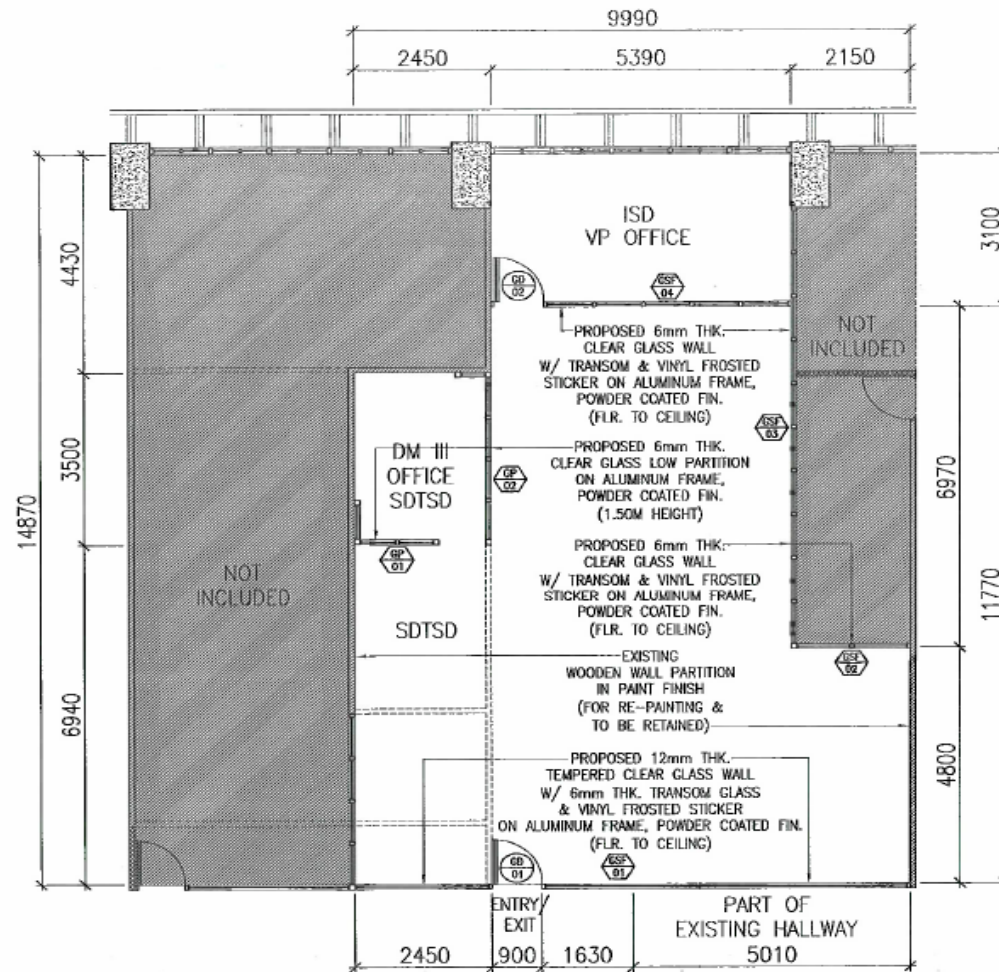 9990
2450
5390
2150
ISD
VP OFFICE
GD
02
GSF
04
4430
3100
PROPOSED 6mm THK.
CLEAR GLASS WALL
W/ TRANSOM & VINYL FROSTED
STICKER ON ALUMINUM FRAME,
POWDER COATED FIN.
(FLR. TO CEILING)
NOT
INCLUDED
GSF
03
3500
14870
DM III
OFFICE
SDTSD
GP
02
PROPOSED 6mm THK.
CLEAR GLASS LOW PARTITION
ON ALUMINUM FRAME,
POWDER COATED FIN.
(1.50M HEIGHT)
6970
11770
GP
01
NOT
INCLUDED
SDTSD
PROPOSED 6mm THK.
CLEAR GLASS WALL
W/ TRANSOM & VINYL FROSTED
STICKER ON ALUMINUM FRAME,
POWDER COATED FIN.
(FLR. TO CEILING)
GSF
02
EXISTING
WOODEN WALL PARTITION
IN PAINT FINISH
(FOR RE-PAINTING &
TO BE RETAINED)
6940
4800
PROPOSED 12mm THK.
TEMPERED CLEAR GLASS WALL
W/ 6mm THK. TRANSOM GLASS
& VINYL FROSTED STICKER
ON ALUMINUM FRAME, POWDER COATED FIN.
(FLR. TO CEILING)
GD
01
GSF
01
ENTRY/
EXIT
PART OF
EXISTING HALLWAY
2450
900
1630
5010